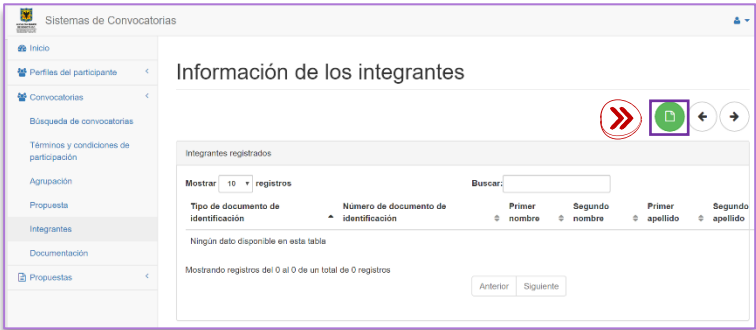 Sistemas de Convocatorias
Inicio
Perfiles del participante
Convocatorias
Búsqueda de convocatorias
Términos y condiciones de
participación
Agrupación
Propuesta
Integrantes
Documentación
Propuestas
Información de los integrantes
Integrantes registrados
Mostrar 10 registros
Buscar:
Tipo de documento de
identificación
Número de documento de
identificación
Primer
nombre
Segundo
nombre
Primer
apellido
Segundo
apellido
Ningún dato disponible en esta tabla
Mostrando registros del 0 al 0 de un total de 0 registros
Anterior Siguiente